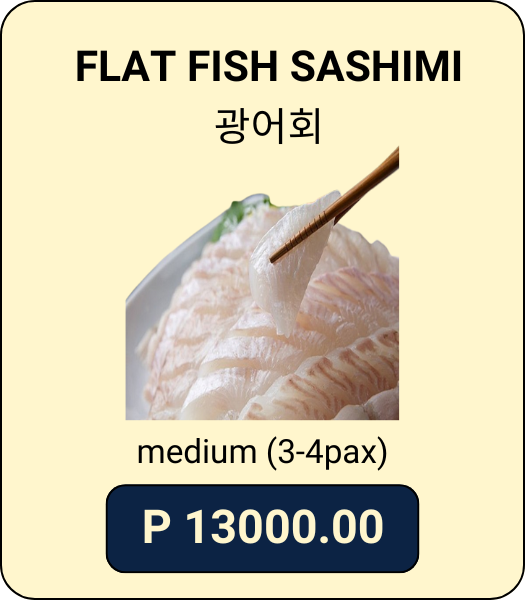 FLAT FISH SASHIMI
광어회
medium (3-4pax)
P 13000.00